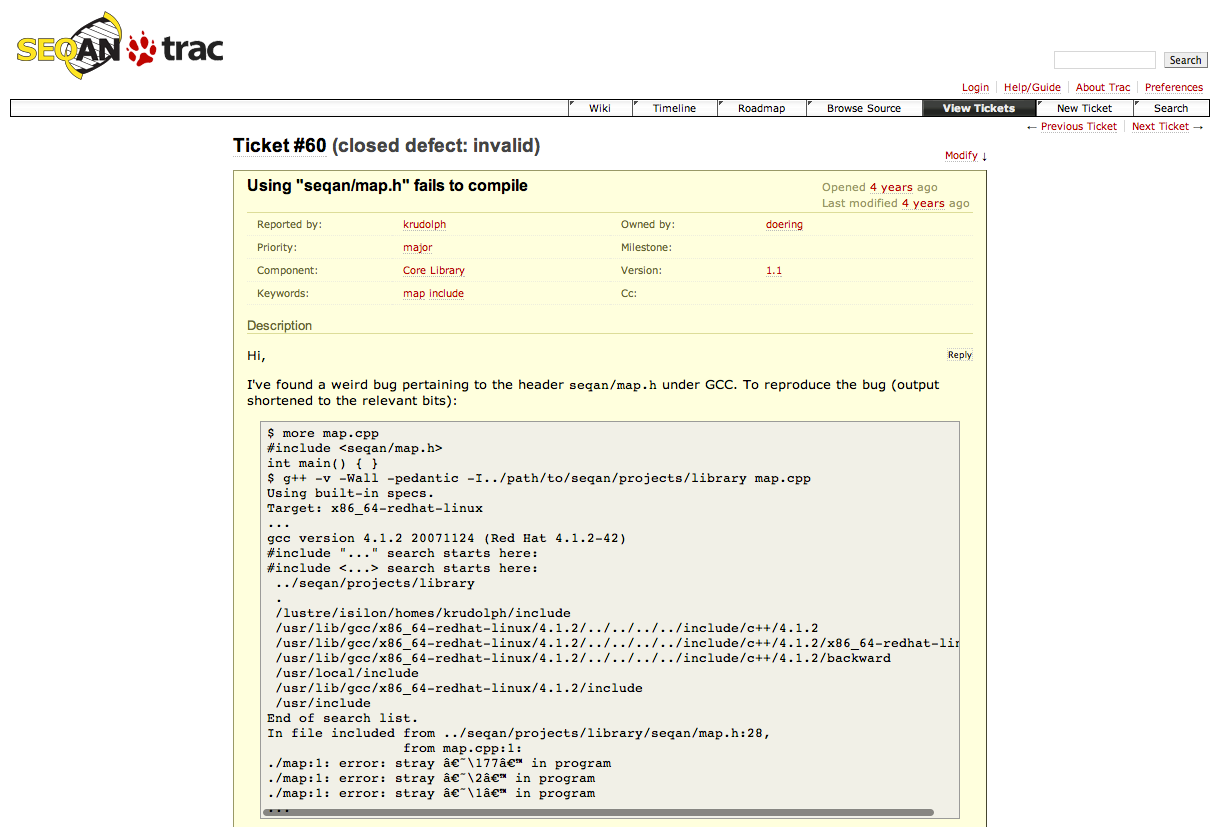 SEQAN trac
Search
Login Help/Guide About Trac Preferences
Wiki Timeline Roadmap Browse Source View Tickets New Ticket Search
← Previous Ticket Next Ticket →
Ticket #60 (closed defect: invalid)
Modify ↓
Using "seqan/map.h" fails to compile
Opened 4 years ago
Last modified 4 years ago
Reported by: krudolph Owned by: doering
Priority: major Milestone:
Component: Core Library Version: 1.1
Keywords: map include Cc:
Description
Hi,
Reply
I've found a weird bug pertaining to the header seqan/map.h under GCC. To reproduce the bug (output
shortened to the relevant bits):
$ more map.cpp
#include <seqan/map.h>
int main() { }
$ g++ -v -Wall -pedantic -I../path/to/seqan/projects/library map.cpp
Using built-in specs.
Target: x86_64-redhat-linux
...
gcc version 4.1.2 20071124 (Red Hat 4.1.2-42)
#include "..." search starts here:
#include <...> search starts here:
../seqan/projects/library
.
/lustre/isilon/homes/krudolph/include
/usr/lib/gcc/x86_64-redhat-linux/4.1.2/../../../../include/c++/4.1.2
/usr/lib/gcc/x86_64-redhat-linux/4.1.2/../../../../include/c++/4.1.2/x86_64-redhat-lin
/usr/lib/gcc/x86_64-redhat-linux/4.1.2/../../../../include/c++/4.1.2/backward
/usr/local/include
/usr/lib/gcc/x86_64-redhat-linux/4.1.2/include
/usr/include
End of search list.
In file included from ../seqan/projects/library/seqan/map.h:28,
from map.cpp:1:
./map:1: error: stray â€˜\177â€™ in program
./map:1: error: stray â€˜\2â€™ in program
./map:1: error: stray â€˜\1â€™ in program
...